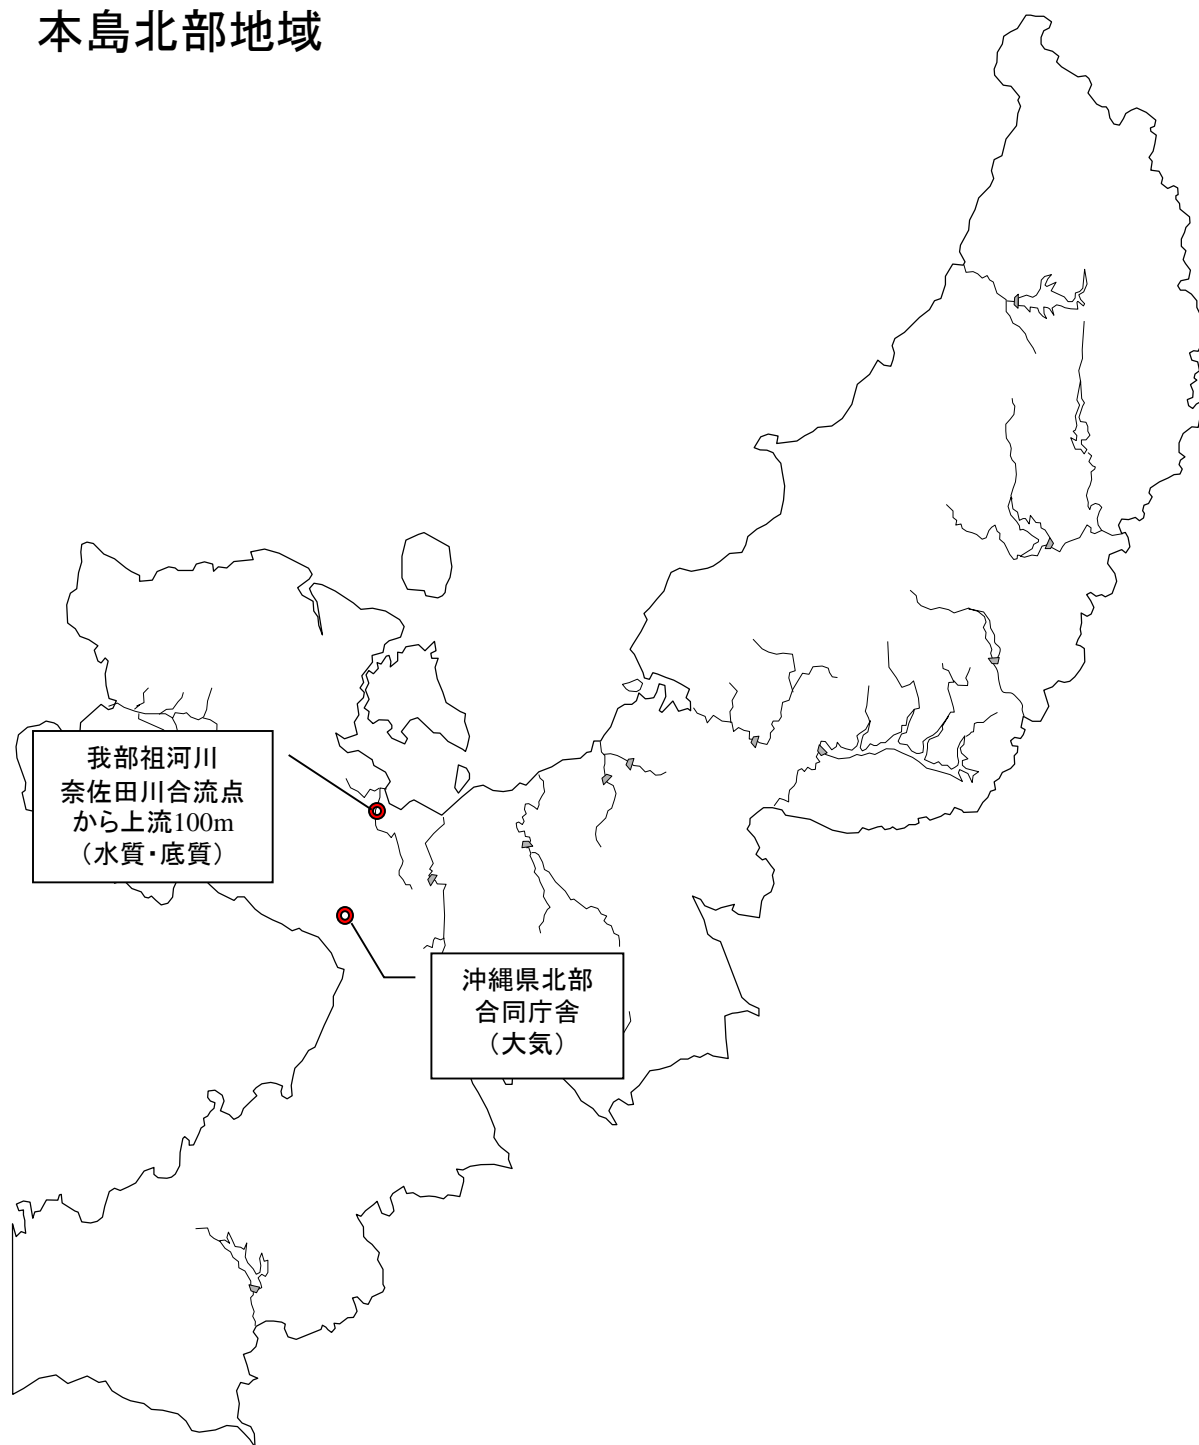 本島北部地域
我部祖河川
奈佐田川合流点
から上流100m
（水質・底質）
沖縄県北部
合同庁舎
（大気）